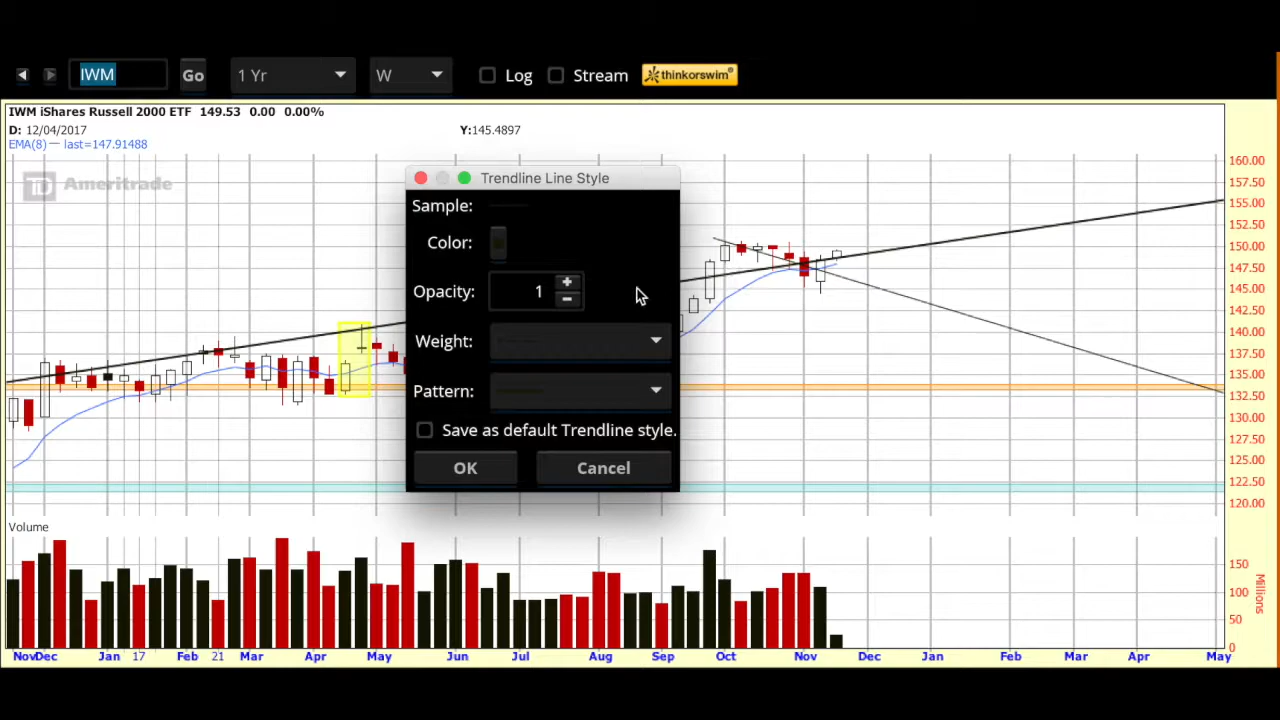 IWM Go 1 Yr W Log Stream thinkorswim
IWM iShares Russell 2000 ETF 149.53 0.00 0.00%
D: 12/04/2017 Y:145.4897
EMA(8) — last=147.91488
TD Ameritrade
Trendline Line Style
Sample:
Color:
Opacity: 1
Weight:
Pattern:
Save as default Trendline style.
OK Cancel
160.00
157.50
155.00
152.50
150.00
147.50
145.00
142.50
140.00
137.50
135.00
132.50
130.00
127.50
125.00
122.50
120.00
Volume
150
100
50
0
Millions
Nov Dec Jan 17 Feb 21 Mar Apr May Jun Jul Aug Sep Oct Nov Dec Jan Feb Mar Apr May